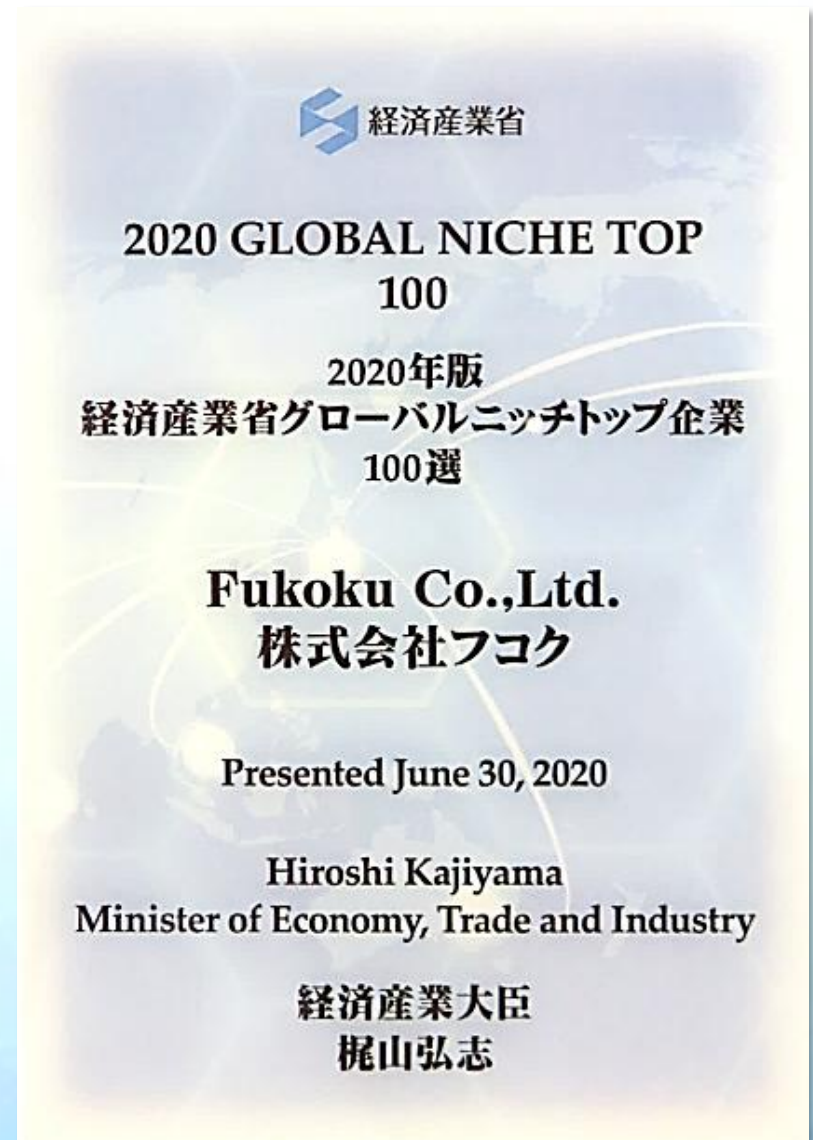 経済産業省
2020 GLOBAL NICHE TOP
100
2020年版
経済産業省グローバルニッチトップ企業
100選
Fukoku Co.,Ltd.
株式会社フコク
Presented June 30, 2020
Hiroshi Kajiyama
Minister of Economy, Trade and Industry
経済産業大臣
梶山弘志